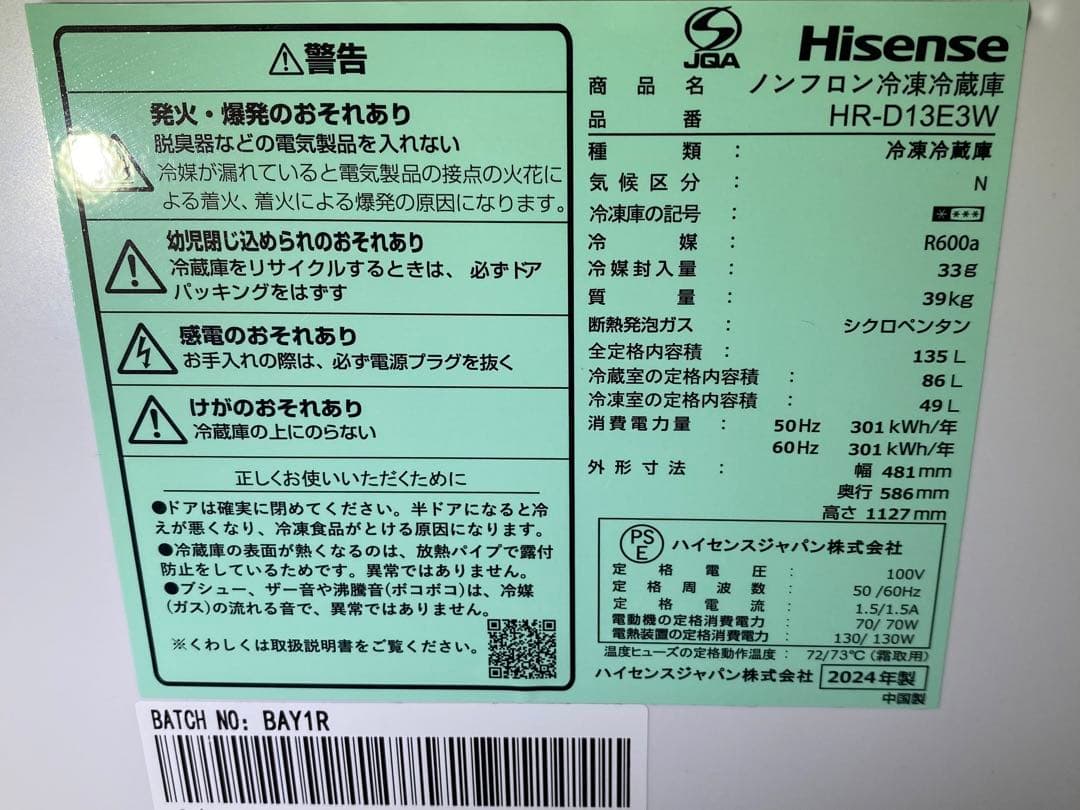 警告
発火・爆発のおそれあり
脱臭器などの電気製品を入れない
冷媒が漏れていると電気製品の接点の火花に
よる着火、着火による爆発の原因になります。
幼児閉じ込められのおそれあり
冷蔵庫をリサイクルするときは、必ずドア
パッキングをはずす
感電のおそれあり
お手入れの際は、必ず電源プラグを抜く
けがのおそれあり
冷蔵庫の上にのらない
正しくお使いいただくために
●ドアは確実に閉めてください。半ドアになると冷
えが悪くなり、冷凍食品がとける原因になります。
●冷蔵庫の表面が熱くなるのは、放熱パイプで露付
防止をしているためです。異常ではありません。
●ブシュー、ザー音や沸騰音(ボコボコ)は、冷媒
(ガス)の流れる音で、異常ではありません。
※くわしくは取扱説明書をご覧ください。
JQA
Hisense
商品名 ノンフロン冷凍冷蔵庫
品番 HR-D13E3W
種類 : 冷凍冷蔵庫
気候区分 : N
冷凍庫の記号 : ****
冷媒 : R600a
冷媒封入量 : 33g
質量 : 39kg
断熱発泡ガス : シクロペンタン
全定格内容積 : 135 L
冷蔵室の定格内容積 : 86 L
冷凍室の定格内容積 : 49 L
消費電力量 : 50Hz 301 kWh/年
60Hz 301 kWh/年
外形寸法 : 幅 481mm
奥行 586mm
高さ 1127mm
PSE ハイセンスジャパン株式会社
定格電圧 : 100V
定格周波数 : 50/60Hz
定格電流 : 1.5/1.5A
電動機の定格消費電力 : 70/ 70W
電熱装置の定格消費電力 : 130/ 130W
温度ヒューズの定格動作温度 : 72/73℃(霜取用)
ハイセンスジャパン株式会社 2024年製
中国製
BATCH NO: BAY1R